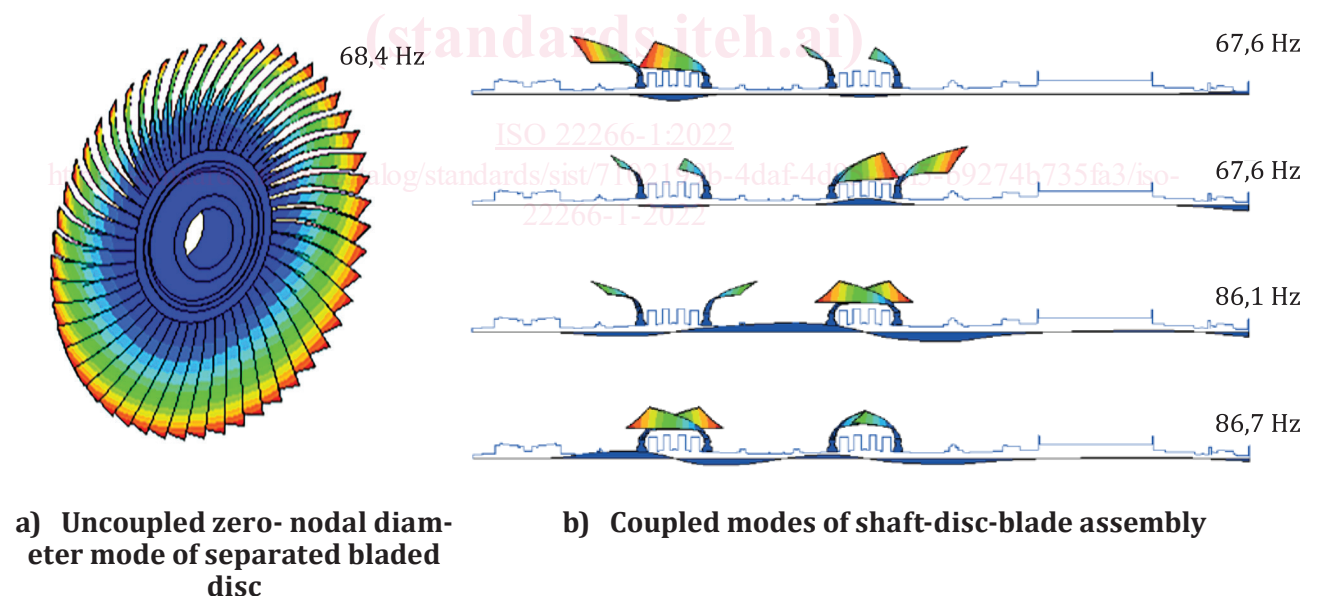 (standards.iteh.ai)
68,4 Hz
67,6 Hz
ISO 22266-1:2022
67,6 Hz
22266-1-2022
86,1 Hz
86,7 Hz
a) Uncoupled zero- nodal diam-
eter mode of separated bladed
disc
b) Coupled modes of shaft-disc-blade assembly